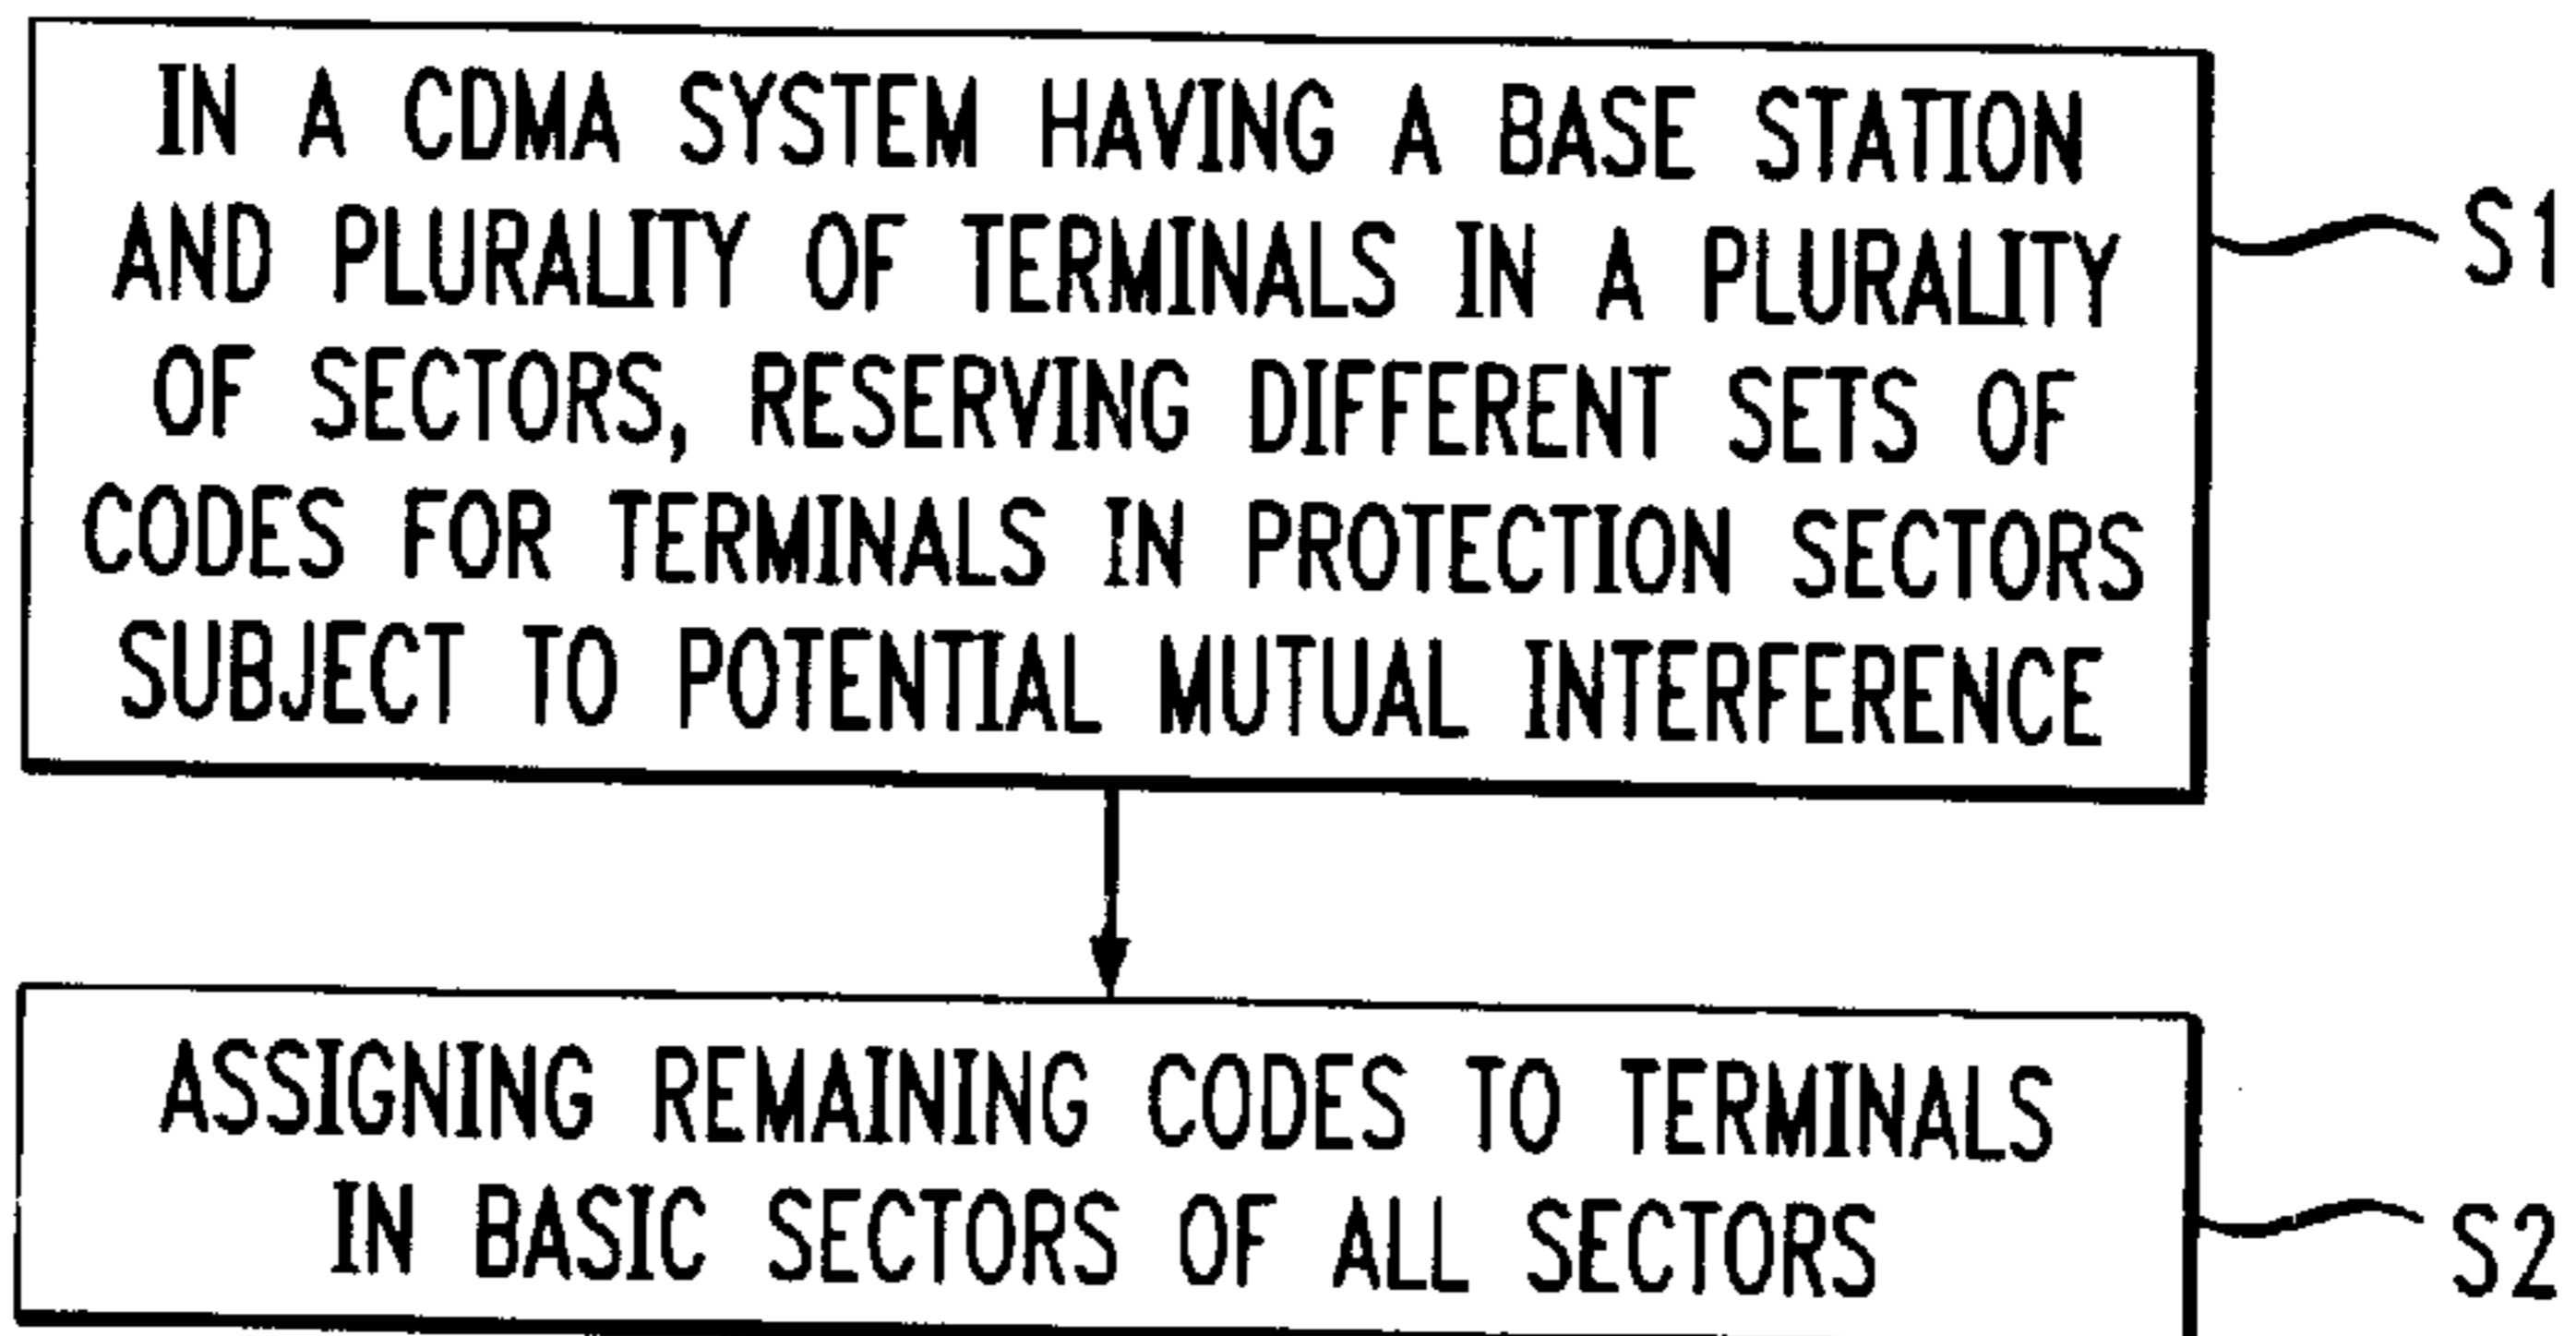 IN A CDMA SYSTEM HAVING A BASE STATION
AND PLURALITY OF TERMINALS IN A PLURALITY
OF SECTORS, RESERVING DIFFERENT SETS OF
CODES FOR TERMINALS IN PROTECTION SECTORS
SUBJECT TO POTENTIAL MUTUAL INTERFERENCE
S1
ASSIGNING REMAINING CODES TO TERMINALS
IN BASIC SECTORS OF ALL SECTORS
S2